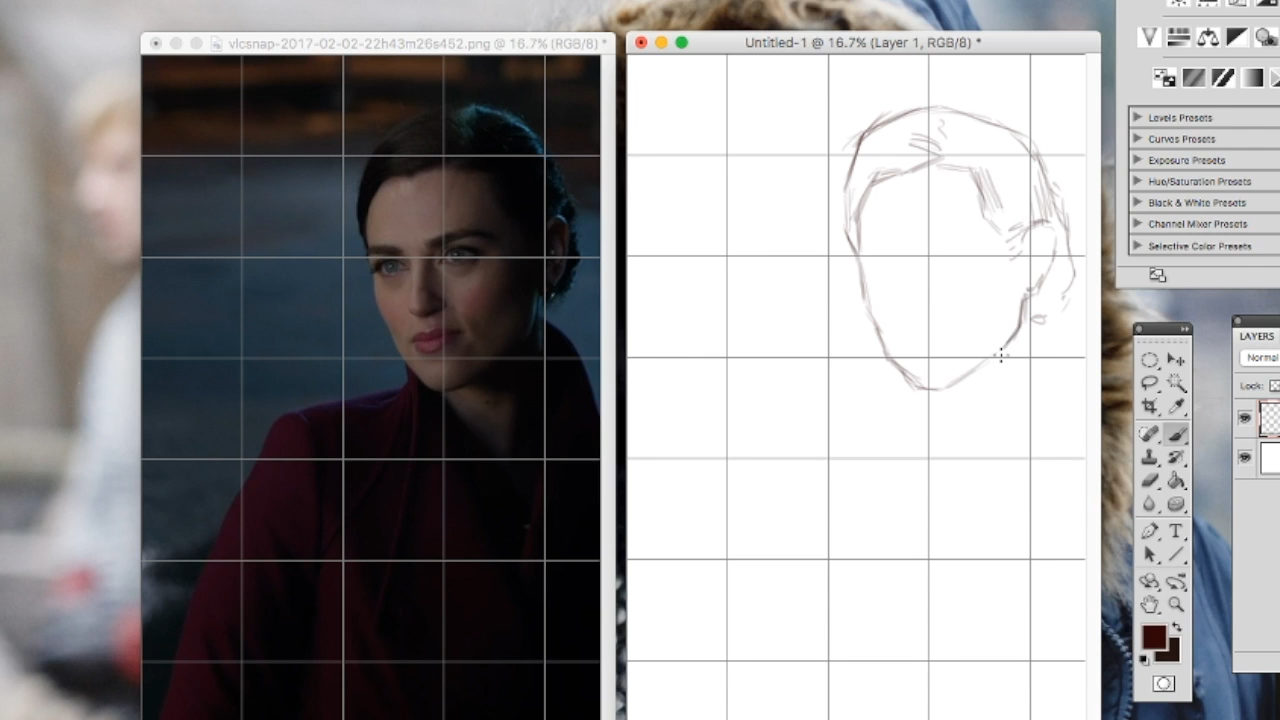 vlcsnap-2017-02-02-22h43m26s452.png @ 16.7% (RGB/8) *
Untitled-1 @ 16.7% (Layer 1, RGB/8) *
Levels Presets
Curves Presets
Exposure Presets
Hue/Saturation Presets
Black & White Presets
Channel Mixer Presets
Selective Color Presets
LAYERS
Normal
Lock: